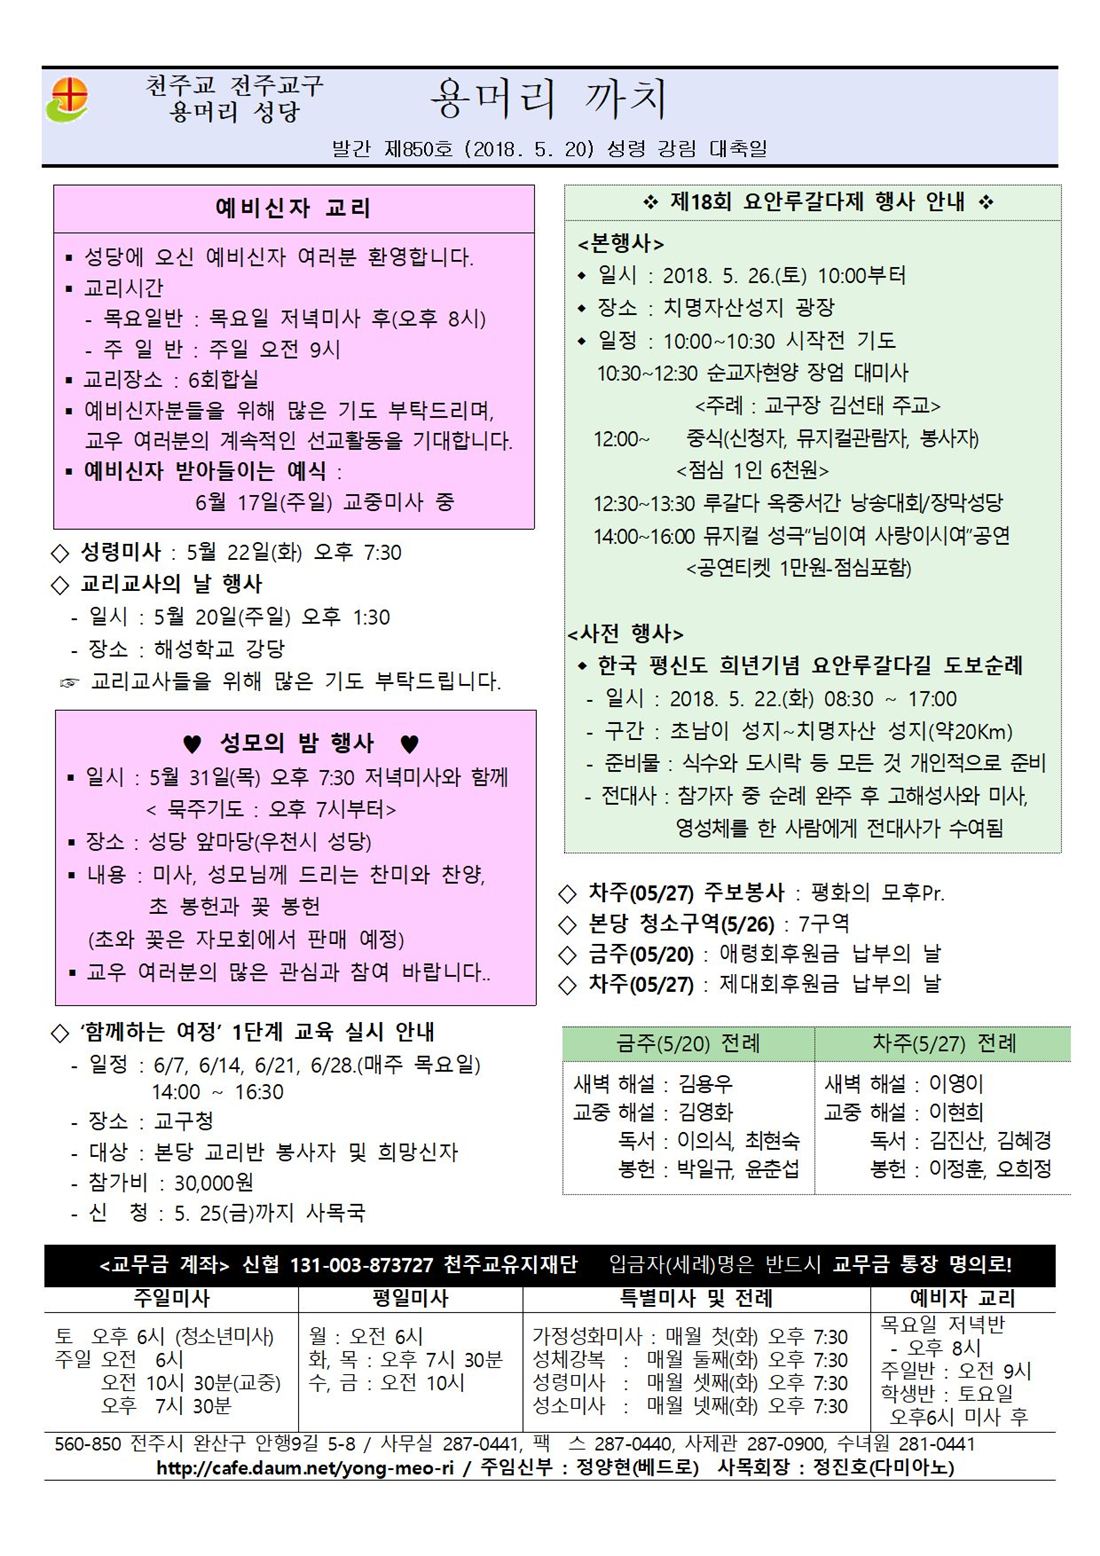 천주교 전주교구
용머리 성당
용머리 까치
발간 제850호 (2018. 5. 20) 성령 강림 대축일
예비신자 교리
▪ 성당에 오신 예비신자 여러분 환영합니다.
▪ 교리시간
- 목요일반 : 목요일 저녁미사 후(오후 8시)
- 주 일 반 : 주일 오전 9시
▪ 교리장소 : 6회합실
▪ 예비신자분들을 위해 많은 기도 부탁드리며,
교우 여러분의 계속적인 선교활동을 기대합니다.
▪ 예비신자 받아들이는 예식 :
6월 17일(주일) 교중미사 중
◇ 성령미사 : 5월 22일(화) 오후 7:30
◇ 교리교사의 날 행사
- 일시 : 5월 20일(주일) 오후 1:30
- 장소 : 해성학교 강당
☞ 교리교사들을 위해 많은 기도 부탁드립니다.
♥ 성모의 밤 행사 ♥
▪ 일시 : 5월 31일(목) 오후 7:30 저녁미사와 함께
< 묵주기도 : 오후 7시부터>
▪ 장소 : 성당 앞마당(우천시 성당)
▪ 내용 : 미사, 성모님께 드리는 찬미와 찬양,
초 봉헌과 꽃 봉헌
(초와 꽃은 자모회에서 판매 예정)
▪ 교우 여러분의 많은 관심과 참여 바랍니다..
◇ ‘함께하는 여정’ 1단계 교육 실시 안내
- 일정 : 6/7, 6/14, 6/21, 6/28.(매주 목요일)
14:00 ~ 16:30
- 장소 : 교구청
- 대상 : 본당 교리반 봉사자 및 희망신자
- 참가비 : 30,000원
- 신 청 : 5. 25(금)까지 사목국
❖ 제18회 요안루갈다제 행사 안내 ❖
<본행사>
◆ 일시 : 2018. 5. 26.(토) 10:00부터
◆ 장소 : 치명자산성지 광장
◆ 일정 : 10:00~10:30 시작전 기도
10:30~12:30 순교자현양 장엄 대미사
<주례 : 교구장 김선태 주교>
12:00~ 중식(신청자, 뮤지컬관람자, 봉사자)
<점심 1인 6천원>
12:30~13:30 루갈다 옥중서간 낭송대회/장막성당
14:00~16:00 뮤지컬 성극“님이여 사랑이시여”공연
<공연티켓 1만원-점심포함)
<사전 행사>
◆ 한국 평신도 희년기념 요안루갈다길 도보순례
- 일시 : 2018. 5. 22.(화) 08:30 ~ 17:00
- 구간 : 초남이 성지~치명자산 성지(약20Km)
- 준비물 : 식수와 도시락 등 모든 것 개인적으로 준비
- 전대사 : 참가자 중 순례 완주 후 고해성사와 미사,
영성체를 한 사람에게 전대사가 수여됨
◇ 차주(05/27) 주보봉사 : 평화의 모후Pr.
◇ 본당 청소구역(5/26) : 7구역
◇ 금주(05/20) : 애령회후원금 납부의 날
◇ 차주(05/27) : 제대회후원금 납부의 날
금주(5/20) 전례
새벽 해설 : 김용우
교중 해설 : 김영화
독서 : 이의식, 최현숙
봉헌 : 박일규, 윤춘섭
차주(5/27) 전례
새벽 해설 : 이영이
교중 해설 : 이현희
독서 : 김진산, 김혜경
봉헌 : 이정훈, 오희정
<교무금 계좌> 신협 131-003-873727 천주교유지재단 입금자(세례)명은 반드시 교무금 통장 명의로!
주일미사
토 오후 6시 (청소년미사)
주일 오전 6시
오전 10시 30분(교중)
오후 7시 30분
평일미사
월 : 오전 6시
화, 목 : 오후 7시 30분
수, 금 : 오전 10시
특별미사 및 전례
가정성화미사 : 매월 첫(화) 오후 7:30
성체강복 : 매월 둘째(화) 오후 7:30
성령미사 : 매월 셋째(화) 오후 7:30
성소미사 : 매월 넷째(화) 오후 7:30
예비자 교리
목요일 저녁반
- 오후 8시
주일반 : 오전 9시
학생반 : 토요일
오후6시 미사 후
560-850 전주시 완산구 안행9길 5-8 / 사무실 287-0441, 팩 스 287-0440, 사제관 287-0900, 수녀원 281-0441
http://cafe.daum.net/yong-meo-ri / 주임신부 : 정양현(베드로) 사목회장 : 정진호(다미아노)